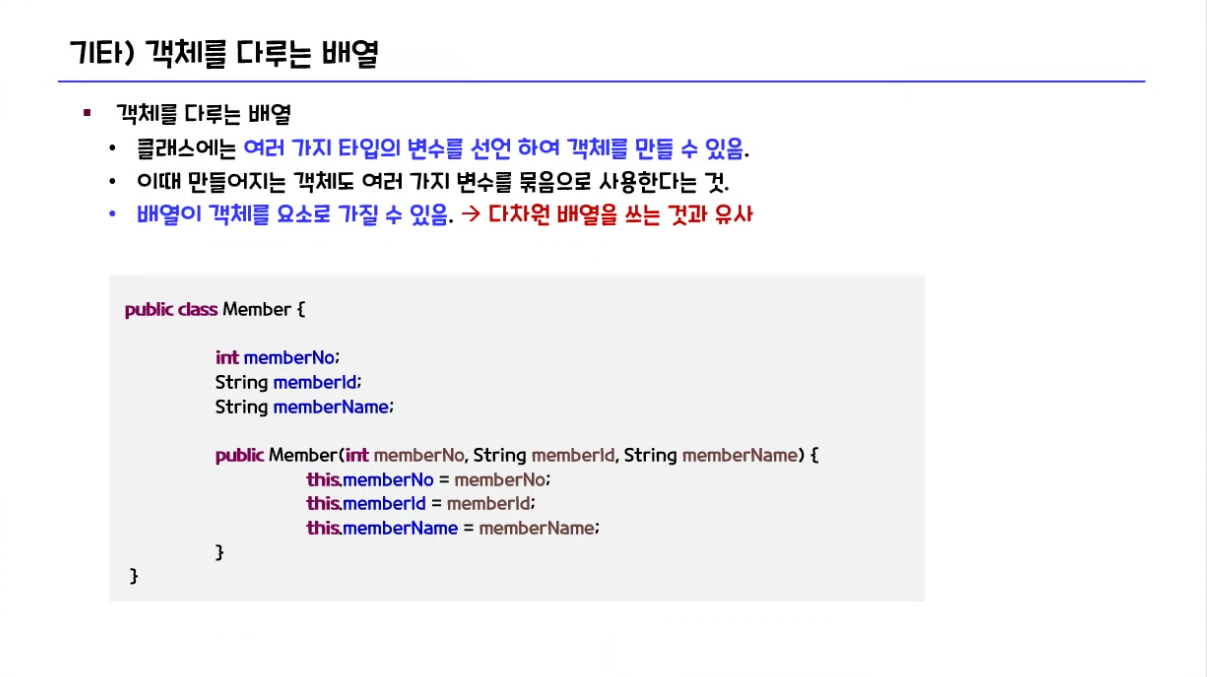 기타) 객체를 다루는 배열
▪ 객체를 다루는 배열
• 클래스에는 여러 가지 타입의 변수를 선언 하여 객체를 만들 수 있음.
• 이때 만들어지는 객체도 여러 가지 변수를 묶음으로 사용한다는 것.
• 배열이 객체를 요소로 가질 수 있음. → 다차원 배열을 쓰는 것과 유사
public class Member {
int memberNo;
String memberId;
String memberName;
public Member(int memberNo, String memberId, String memberName) {
this.memberNo = memberNo;
this.memberId = memberId;
this.memberName = memberName;
}
}